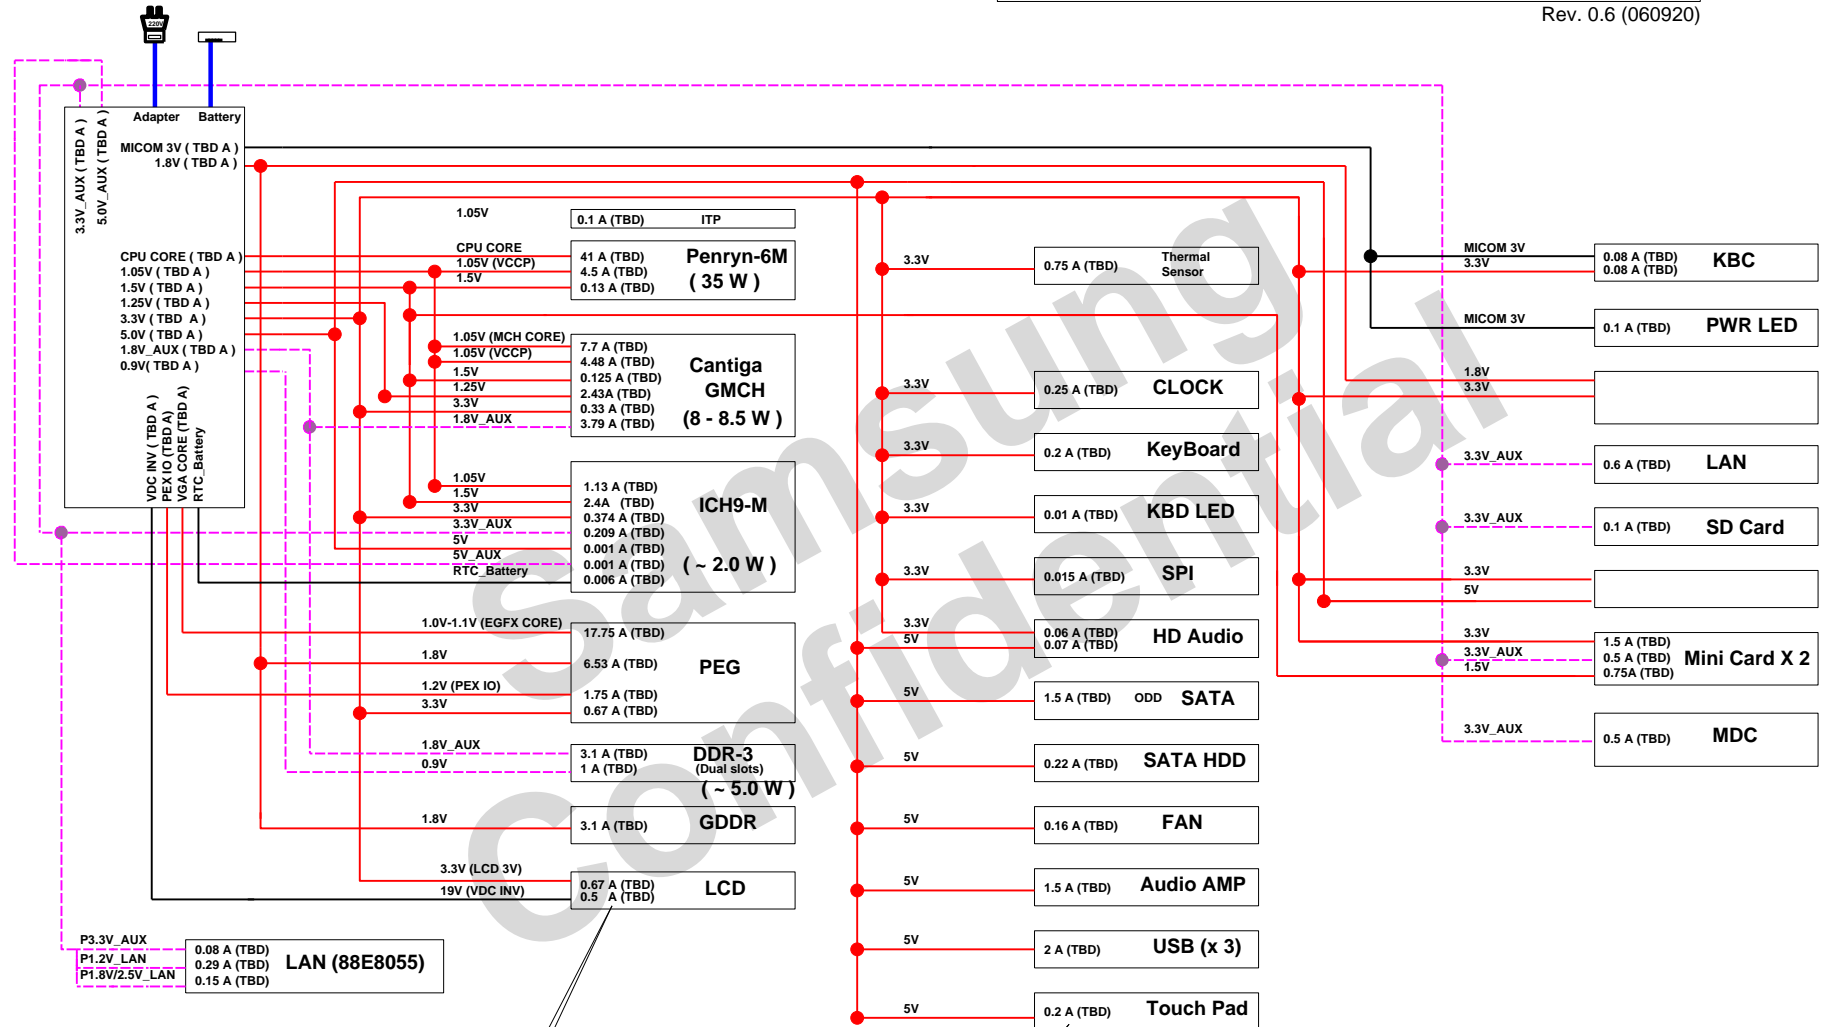 Rev. 0.6 (060920)
220V
Adapter
Battery
3.3V_AUX ( TBD A )
5.0V_AUX ( TBD A )
MICOM 3V ( TBD A )
1.8V ( TBD A )
CPU CORE ( TBD A )
1.05V ( TBD A )
1.5V ( TBD A )
1.25V ( TBD A )
3.3V ( TBD A )
5.0V ( TBD A )
1.8V_AUX ( TBD A )
0.9V( TBD A )
VDC INV ( TBD A )
PEX IO (TBD A)
VGA CORE (TBD A)
RTC_Battery
1.05V
0.1 A (TBD) ITP
CPU CORE
1.05V (VCCP)
1.5V
41 A (TBD)
4.5 A (TBD)
0.13 A (TBD)
Penryn-6M
( 35 W )
1.05V (MCH CORE)
1.05V (VCCP)
1.5V
1.25V
3.3V
1.8V_AUX
7.7 A (TBD)
4.48 A (TBD)
0.125 A (TBD)
2.43A (TBD)
0.33 A (TBD)
3.79 A (TBD)
Cantiga
GMCH
(8 - 8.5 W )
1.05V
1.5V
3.3V
3.3V_AUX
5V
5V_AUX
RTC_Battery
1.13 A (TBD)
2.4A (TBD)
0.374 A (TBD)
0.209 A (TBD)
0.001 A (TBD)
0.001 A (TBD)
0.006 A (TBD)
ICH9-M
( ~ 2.0 W )
1.0V-1.1V (EGFX CORE)
1.8V
1.2V (PEX IO)
3.3V
17.75 A (TBD)
6.53 A (TBD)
1.75 A (TBD)
0.67 A (TBD)
PEG
1.8V_AUX
0.9V
3.1 A (TBD)
1 A (TBD)
DDR-3
(Dual slots)
( ~ 5.0 W )
1.8V
3.1 A (TBD) GDDR
3.3V (LCD 3V)
19V (VDC INV)
0.67 A (TBD)
0.5 A (TBD)
LCD
P3.3V_AUX
P1.2V_LAN
P1.8V/2.5V_LAN
0.08 A (TBD)
0.29 A (TBD)
0.15 A (TBD)
LAN (88E8055)
3.3V
0.75 A (TBD)
Thermal
Sensor
3.3V
0.25 A (TBD) CLOCK
3.3V
0.2 A (TBD) KeyBoard
3.3V
0.01 A (TBD) KBD LED
3.3V
0.015 A (TBD) SPI
3.3V
5V
0.06 A (TBD)
0.07 A (TBD)
HD Audio
5V
1.5 A (TBD) ODD SATA
5V
0.22 A (TBD) SATA HDD
5V
0.16 A (TBD) FAN
5V
1.5 A (TBD) Audio AMP
5V
2 A (TBD) USB (x 3)
5V
0.2 A (TBD) Touch Pad
MICOM 3V
3.3V
0.08 A (TBD)
0.08 A (TBD)
KBC
MICOM 3V
0.1 A (TBD) PWR LED
1.8V
3.3V
3.3V_AUX
0.6 A (TBD) LAN
3.3V_AUX
0.1 A (TBD) SD Card
3.3V
5V
3.3V
3.3V_AUX
1.5V
1.5 A (TBD)
0.5 A (TBD)
0.75A (TBD)
Mini Card X 2
3.3V_AUX
0.5 A (TBD) MDC
Samsung
Confidential